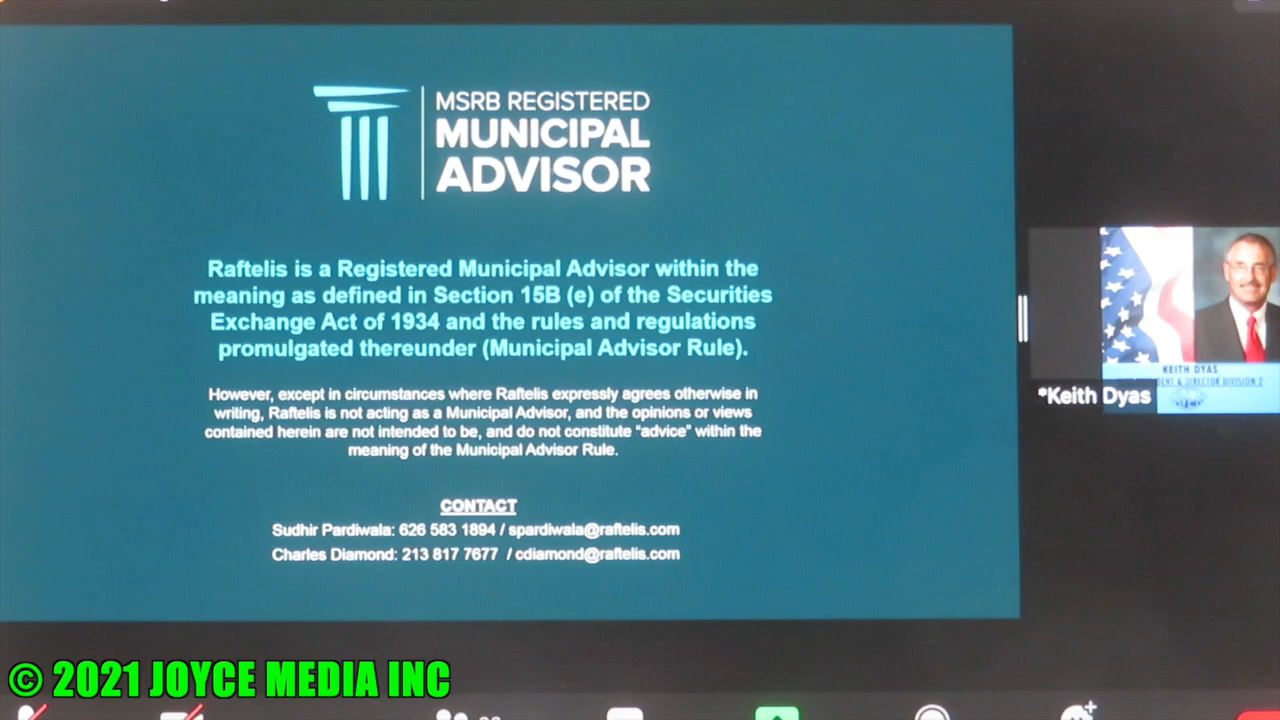 MSRB REGISTERED
MUNICIPAL
ADVISOR
Raftelis is a Registered Municipal Advisor within the
meaning as defined in Section 15B (e) of the Securities
Exchange Act of 1934 and the rules and regulations
promulgated thereunder (Municipal Advisor Rule).
However, except in circumstances where Raftelis expressly agrees otherwise in
writing, Raftelis is not acting as a Municipal Advisor, and the opinions or views
contained herein are not intended to be, and do not constitute “advice” within the
meaning of the Municipal Advisor Rule.
CONTACT
Sudhir Pardiwala: 626 583 1894 / spardiwala@raftelis.com
Charles Diamond: 213 817 7677 / cdiamond@raftelis.com
KEITH DYAS
& DIRECTOR DIVISION 2
*Keith Dyas
© 2021 JOYCE MEDIA INC